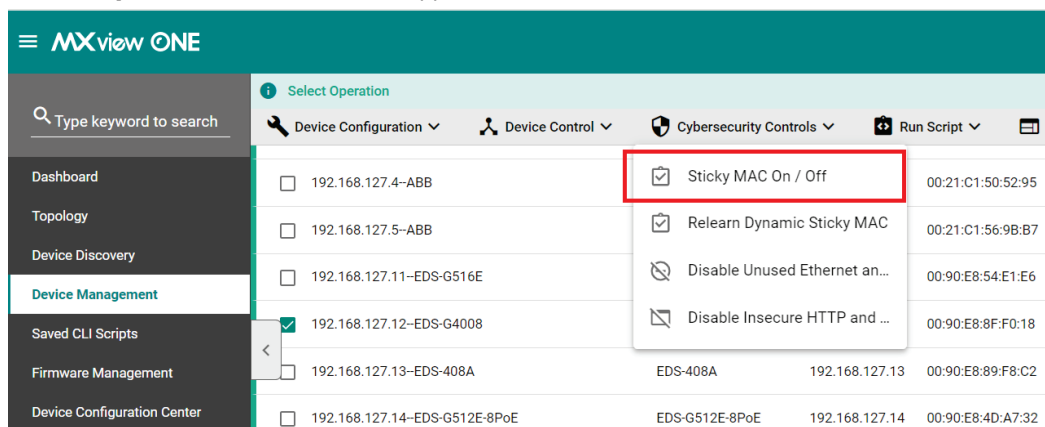 MXview ONE
Type keyword to search
Dashboard
Topology
Device Discovery
Device Management
Saved CLI Scripts
Firmware Management
Device Configuration Center
Select Operation
Device Configuration Device Control Cybersecurity Controls Run Script
192.168.127.4--ABB 00:21:C1:50:52:95
192.168.127.5--ABB 00:21:C1:56:9B:B7
192.168.127.11--EDS-G516E 00:90:E8:54:E1:E6
192.168.127.12--EDS-G4008 00:90:E8:8F:F0:18
192.168.127.13--EDS-408A EDS-408A 192.168.127.13 00:90:E8:89:F8:C2
192.168.127.14--EDS-G512E-8PoE EDS-G512E-8PoE 192.168.127.14 00:90:E8:4D:A7:32
Sticky MAC On / Off
Relearn Dynamic Sticky MAC
Disable Unused Ethernet an...
Disable Insecure HTTP and ...